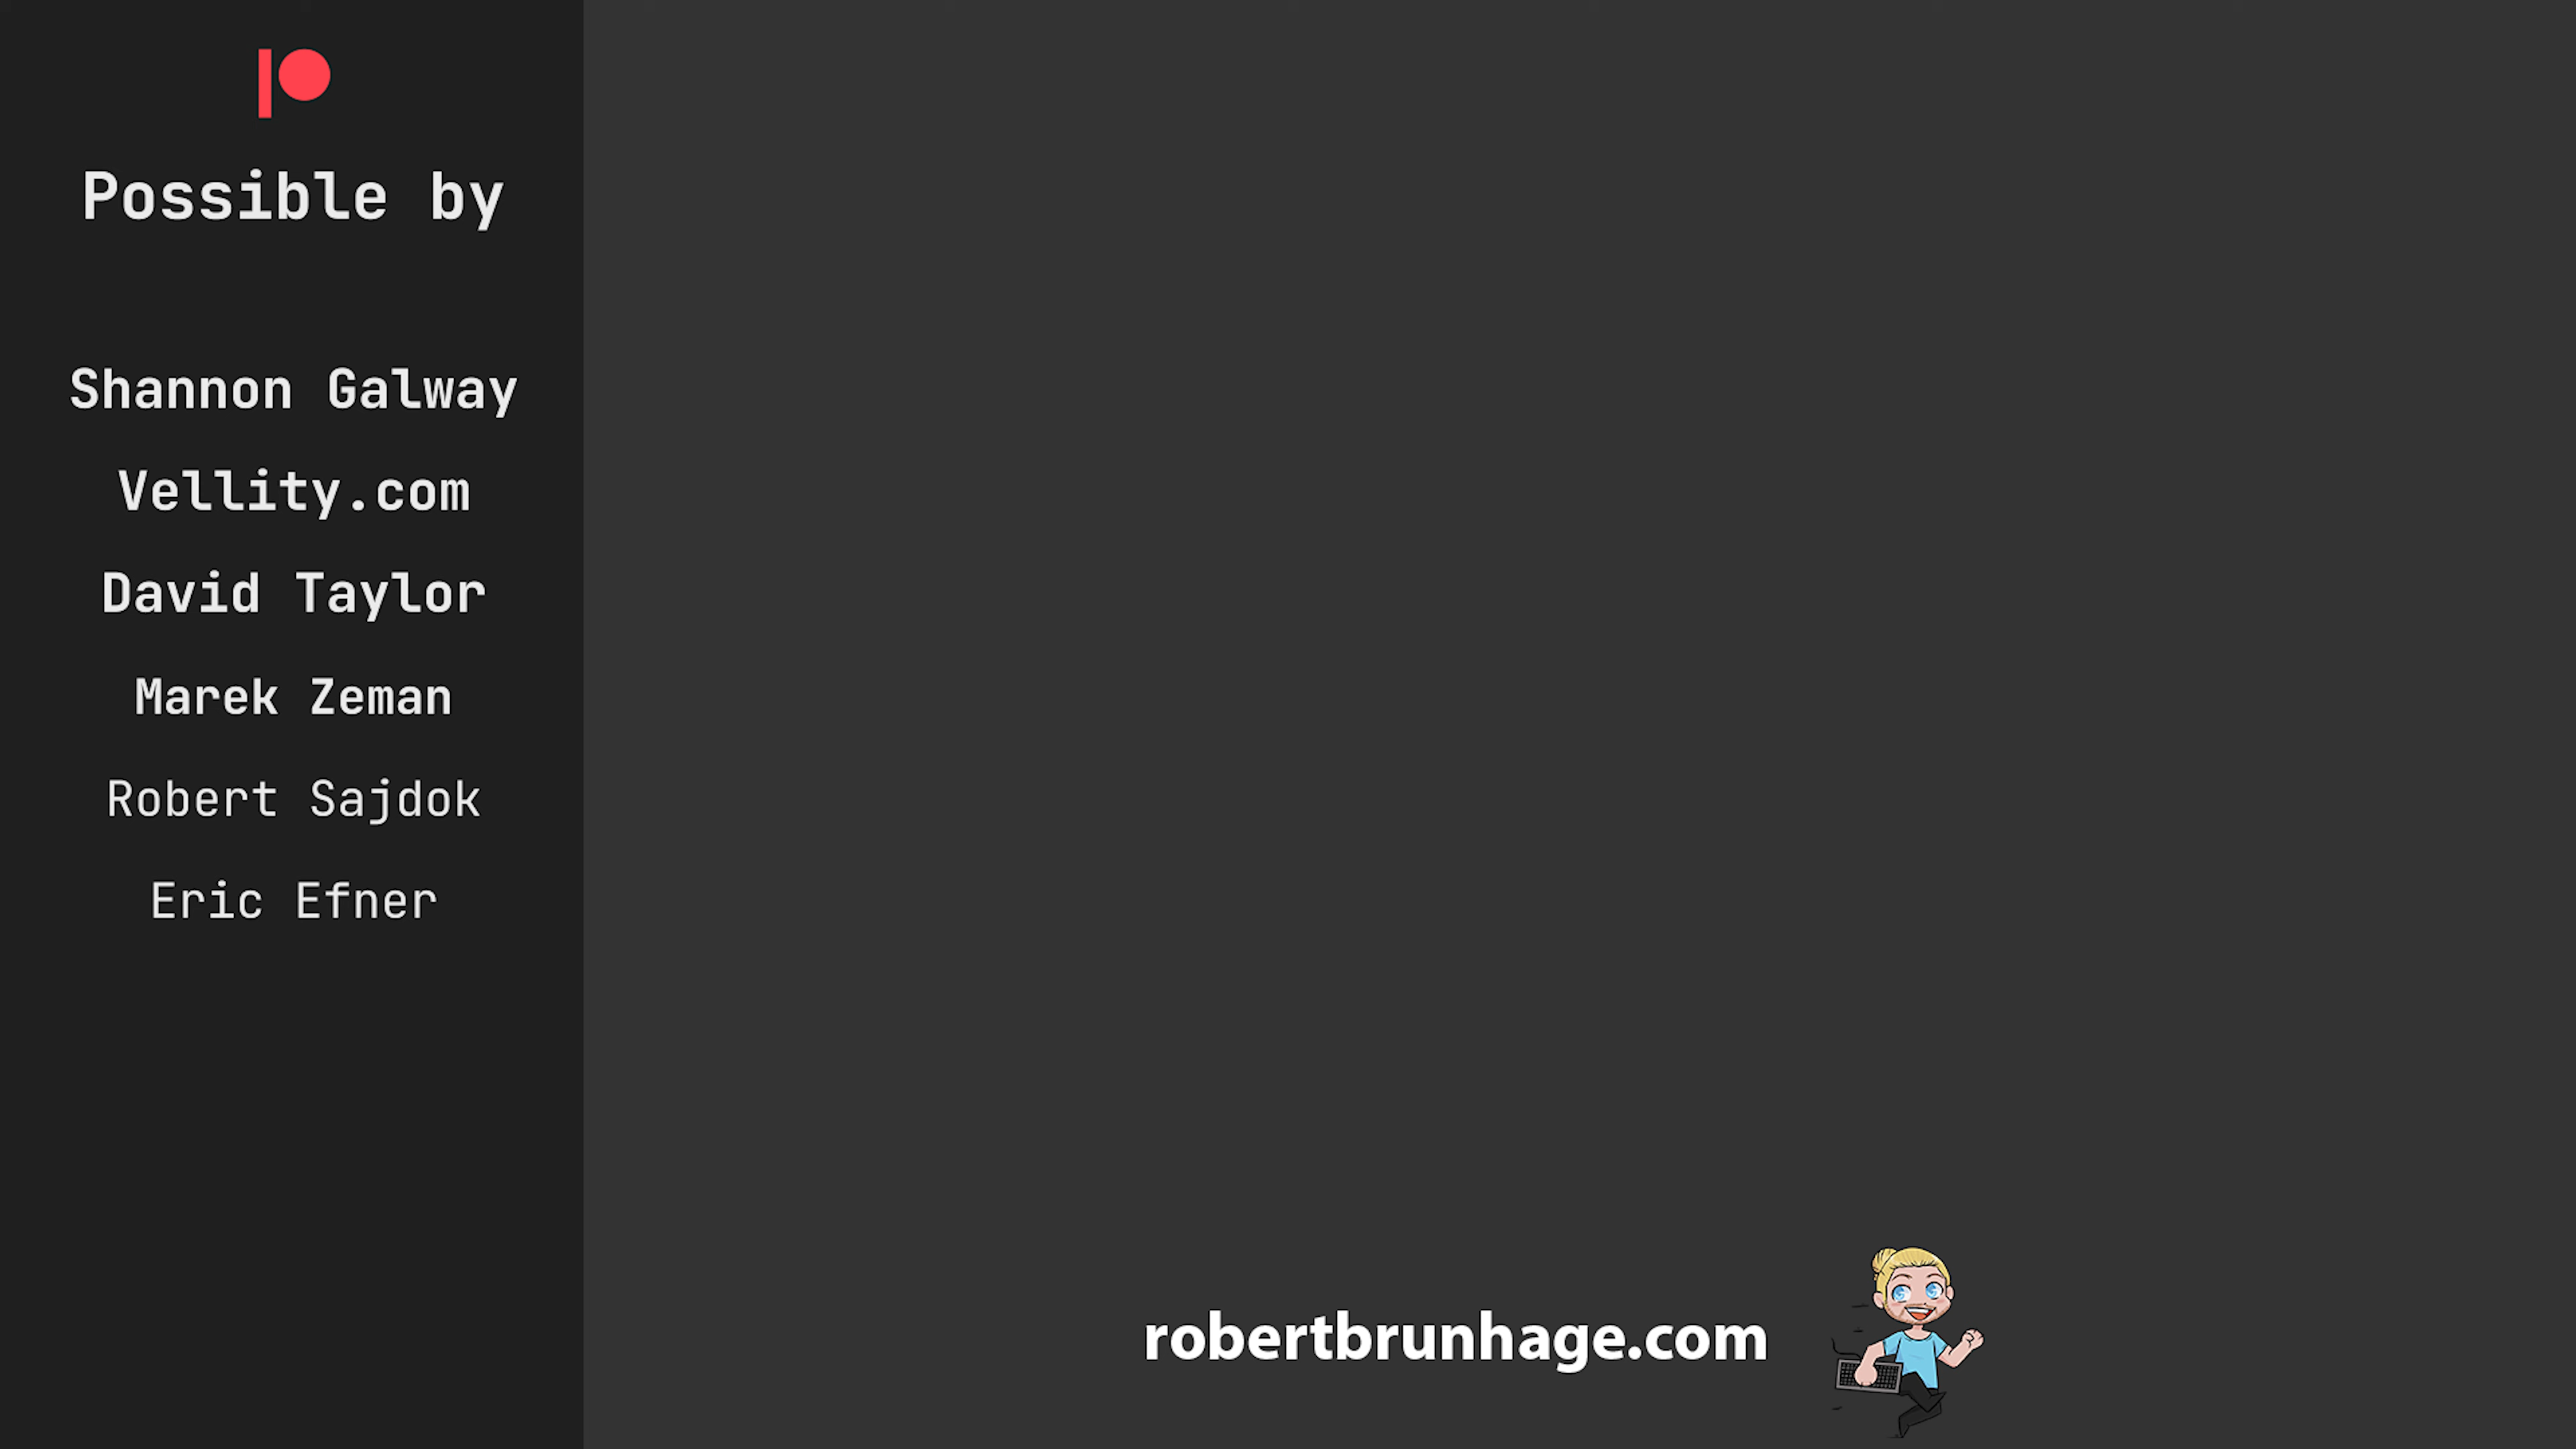 Possible by
Shannon Galway
Vellity.com
David Taylor
Marek Zeman
Robert Sajdok
Eric Efner
robertbrunhage.com